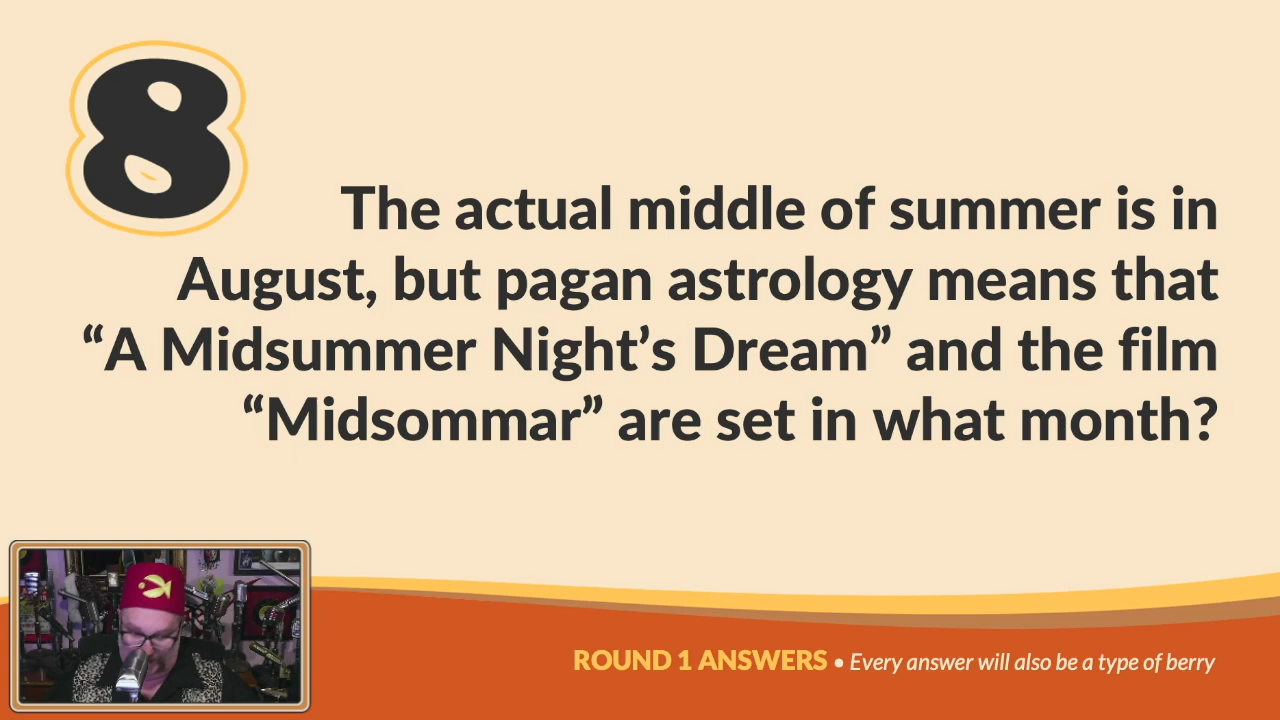 8
The actual middle of summer is in
August, but pagan astrology means that
“A Midsummer Night’s Dream” and the film
“Midsommar” are set in what month?
ROUND 1 ANSWERS • Every answer will also be a type of berry